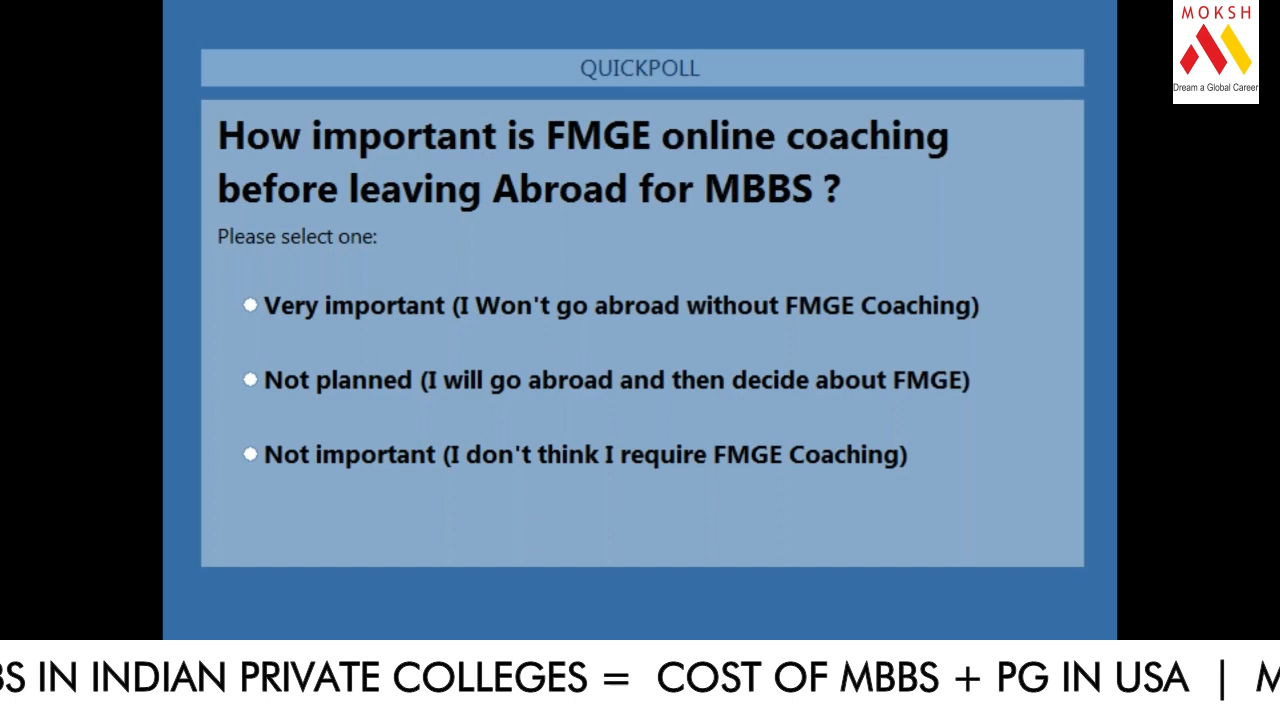 MOKSH
Dream a Global Career
QUICKPOLL
How important is FMGE online coaching
before leaving Abroad for MBBS ?
Please select one:
Very important (I Won't go abroad without FMGE Coaching)
Not planned (I will go abroad and then decide about FMGE)
Not important (I don't think I require FMGE Coaching)
BS IN INDIAN PRIVATE COLLEGES = COST OF MBBS + PG IN USA | M